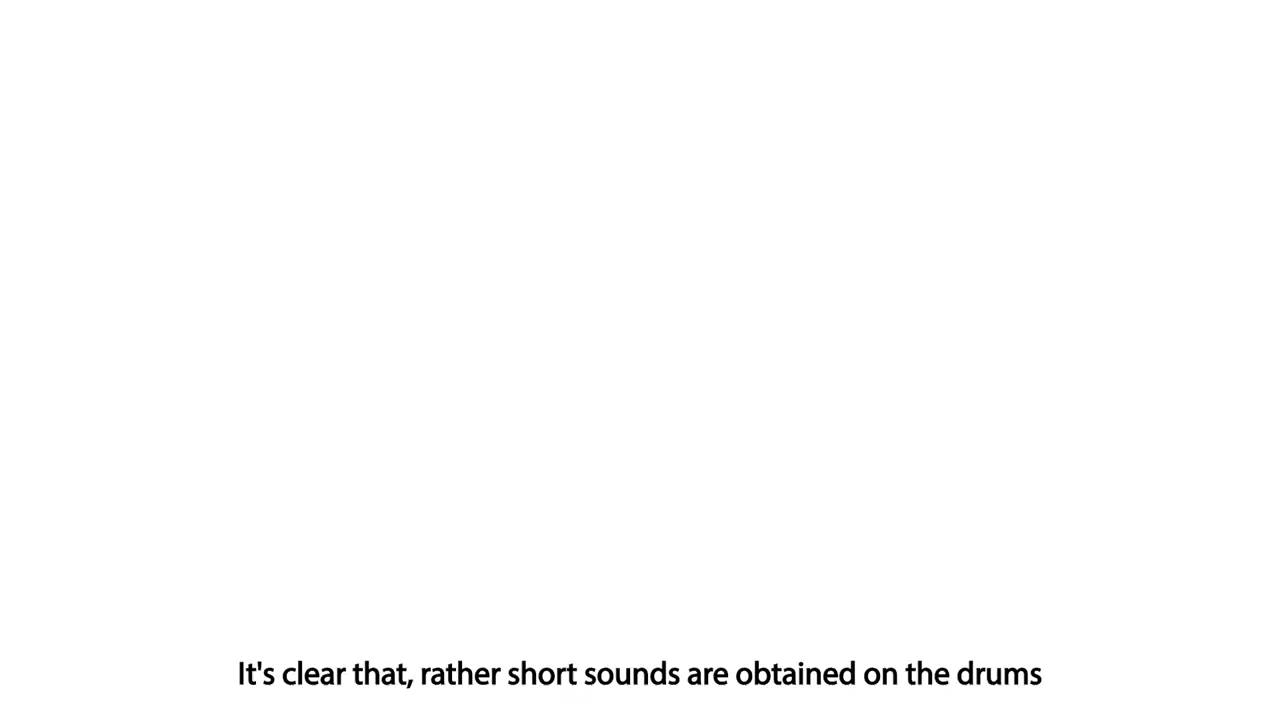 It's clear that, rather short sounds are obtained on the drums